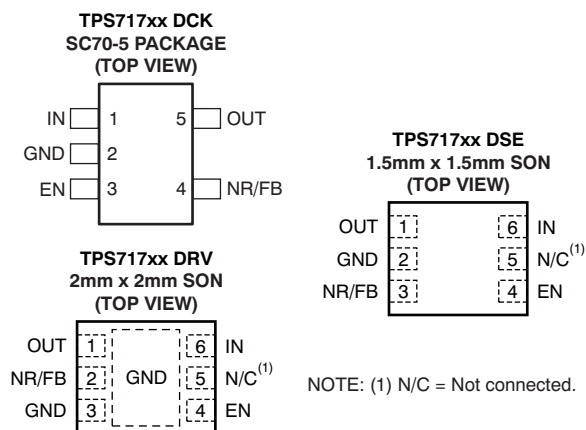 TPS717xx DCK
SC70-5 PACKAGE
(TOP VIEW)
IN 1 5 OUT
GND 2
EN 3 4 NR/FB
TPS717xx DRV
2mm x 2mm SON
(TOP VIEW)
OUT 1 6 IN
NR/FB 2 GND 5 N/C(1)
GND 3 4 EN
TPS717xx DSE
1.5mm x 1.5mm SON
(TOP VIEW)
OUT 1 6 IN
GND 2 5 N/C(1)
NR/FB 3 4 EN
NOTE: (1) N/C = Not connected.